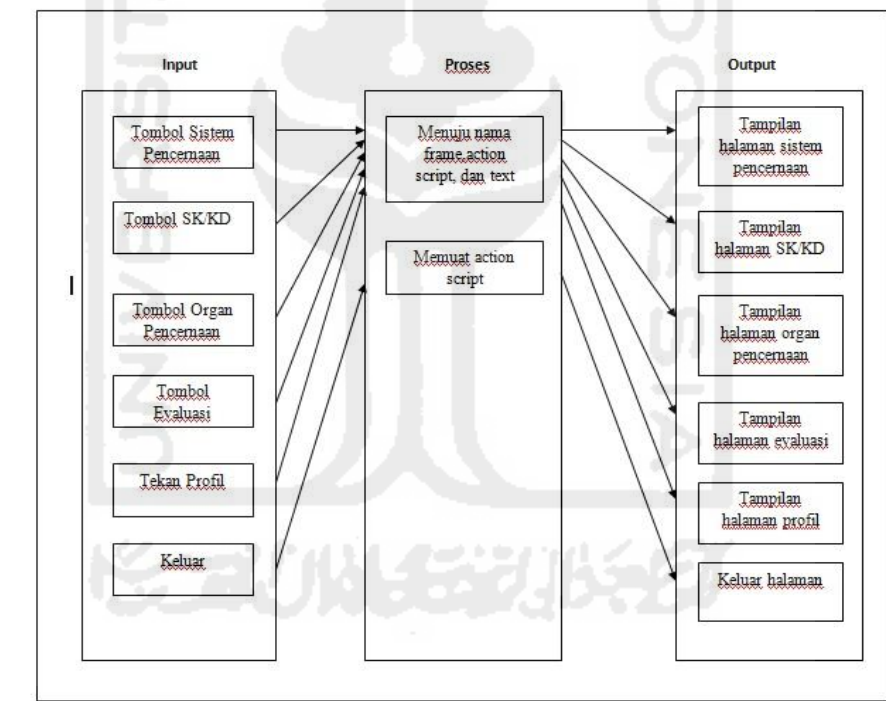 Input
Proses
Output
Tombol Sistem
Pencernaan
Tombol SK/KD
Tombol Organ
Pencernaan
Tombol
Evaluasi
Tekan Profil
Keluar
Menuju nama
frame,action
script, dan text
Memuat action
script
Tampilan
halaman sistem
pencernaan
Tampilan
halaman SK/KD
Tampilan
halaman organ
pencernaan
Tampilan
halaman evaluasi
Tampilan
halaman profil
Keluar halaman